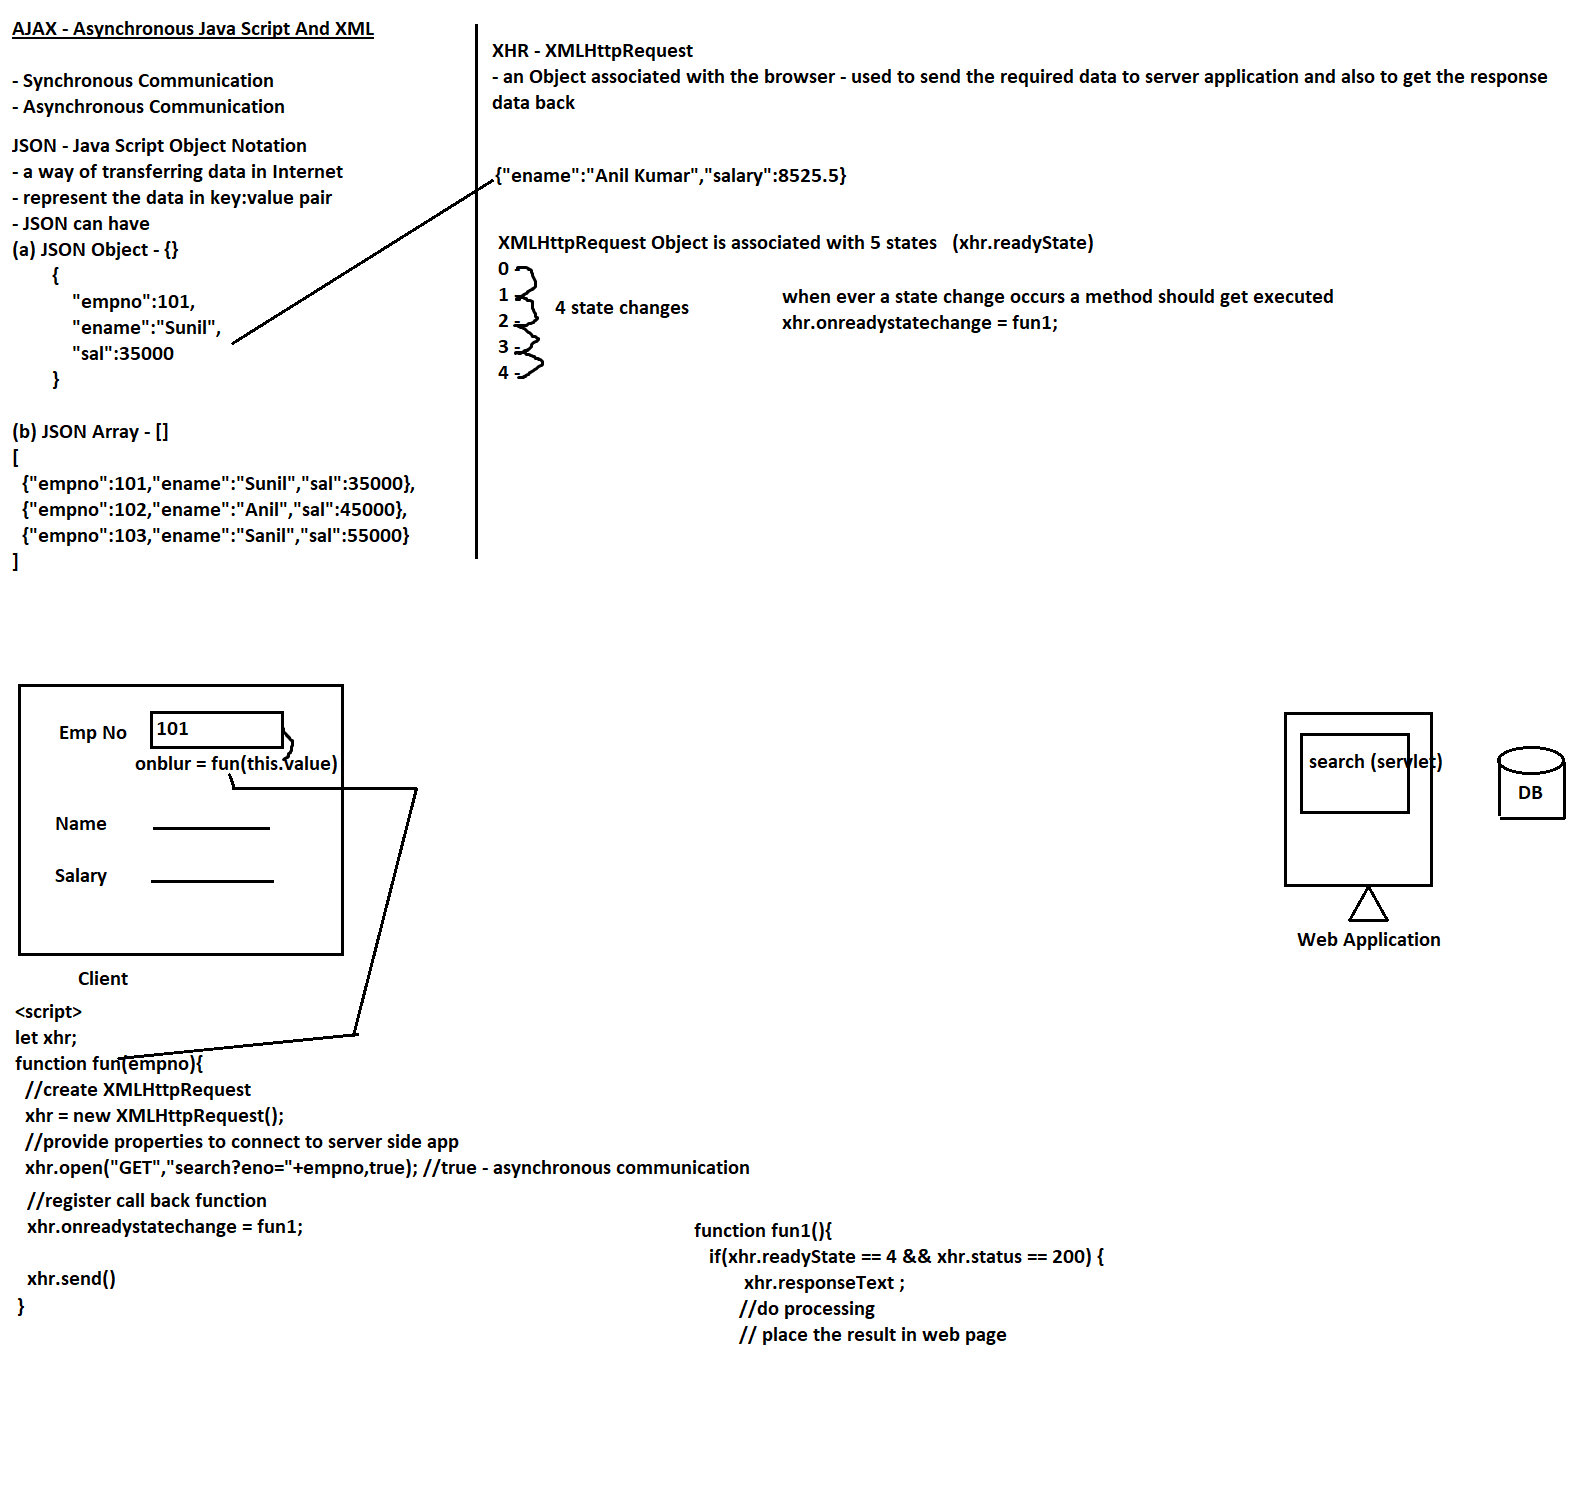 AJAX - Asynchronous Java Script And XML
- Synchronous Communication
- Asynchronous Communication
JSON - Java Script Object Notation
- a way of transferring data in Internet
- represent the data in key:value pair
- JSON can have
(a) JSON Object - {}
{
"empno":101,
"ename":"Sunil",
"sal":35000
}
(b) JSON Array - []
[
{"empno":101,"ename":"Sunil","sal":35000},
{"empno":102,"ename":"Anil","sal":45000},
{"empno":103,"ename":"Sanil","sal":55000}
]
XHR - XMLHttpRequest
- an Object associated with the browser - used to send the required data to server application and also to get the response
data back
{"ename":"Anil Kumar","salary":8525.5}
XMLHttpRequest Object is associated with 5 states (xhr.readyState)
0 -
1 -
2 -
3 -
4 -
4 state changes
when ever a state change occurs a method should get executed
xhr.onreadystatechange = fun1;
Emp No
101
onblur = fun(this.value)
Name
Salary
Client
search (servlet)
DB
Web Application
<script>
let xhr;
function fun(empno){
//create XMLHttpRequest
xhr = new XMLHttpRequest();
//provide properties to connect to server side app
xhr.open("GET","search?eno="+empno,true); //true - asynchronous communication
//register call back function
xhr.onreadystatechange = fun1;
xhr.send()
}
function fun1(){
if(xhr.readyState == 4 && xhr.status == 200) {
xhr.responseText ;
//do processing
// place the result in web page